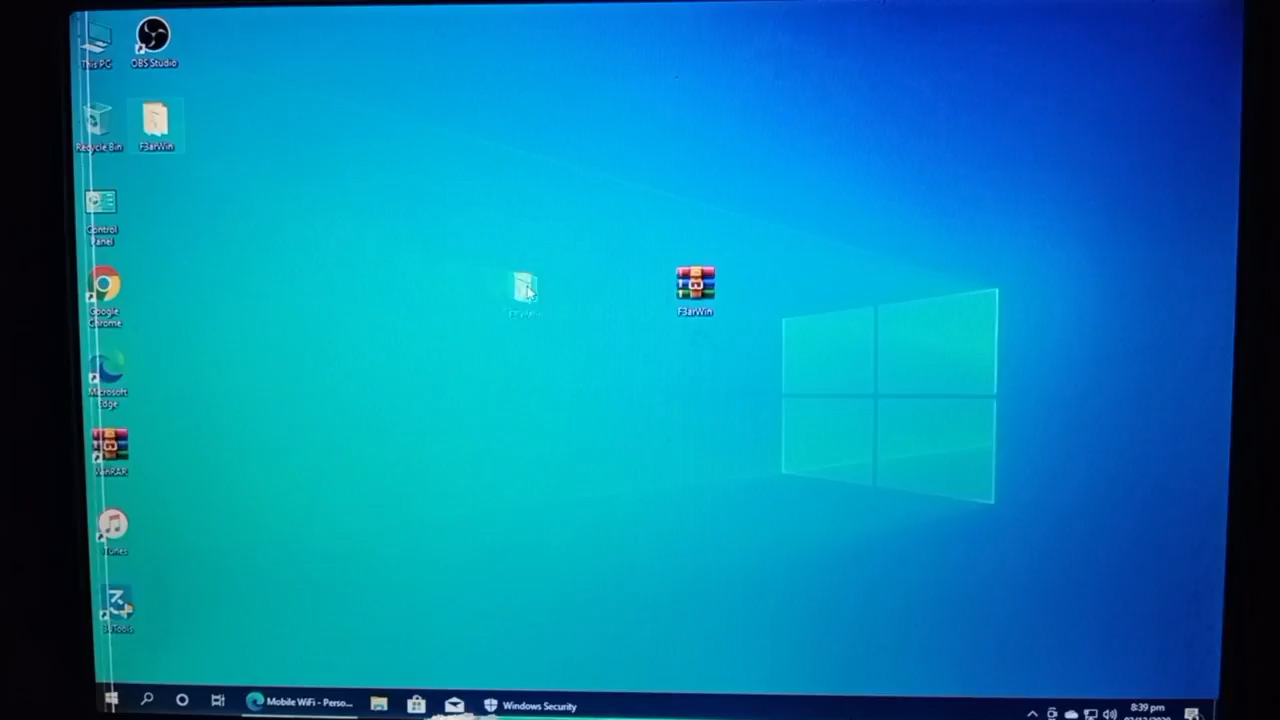 This PC
OBS Studio
Recycle Bin
F3arWin
Control
Panel
Google
Chrome
F3arWin
Microsoft
Edge
WinRAR
iTunes
3uTools
Mobile WiFi - Perso...
Windows Security
8:39 pm